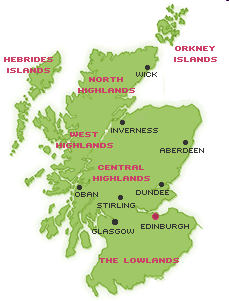 ORKNEY
ISLANDS
HEBRIDES
ISLANDS
WICK
NORTH
HIGHLANDS
INVERNESS
WEST
HIGHLANDS
ABERDEEN
CENTRAL
HIGHLANDS
OBAN
DUNDEE
STIRLING
GLASGOW
EDINBURGH
THE LOWLANDS